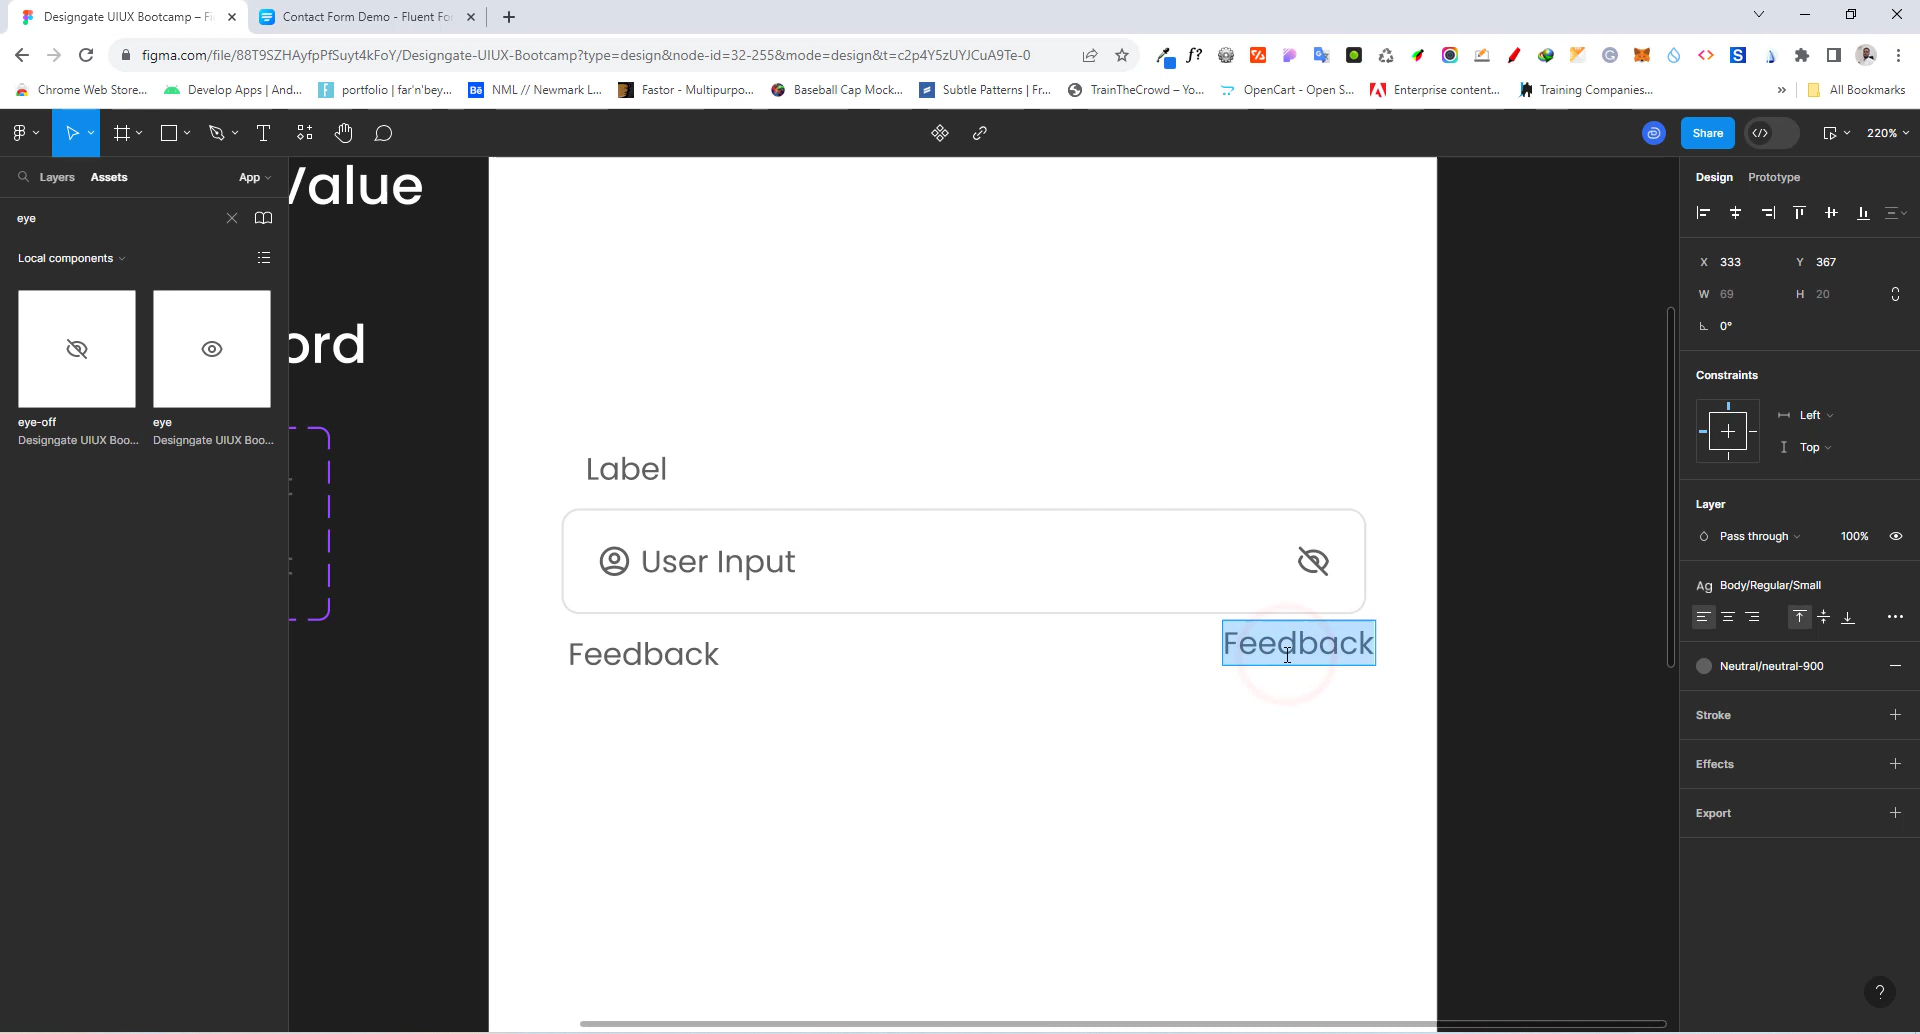 Designgate UIUX Bootcamp – Fi
Contact Form Demo - Fluent Fo
figma.com/file/88T9SZHAyfpPfSuyt4kFoY/Designgate-UIUX-Bootcamp?type=design&node-id=32-255&mode=design&t=c2p4Y5zUYJCuA9Te-0
Chrome Web Store...
Develop Apps | And...
portfolio | far'n'bey...
NML // Newmark L...
Fastor - Multipurpo...
Baseball Cap Mock...
Subtle Patterns | Fr...
TrainTheCrowd – Yo...
OpenCart - Open S...
Enterprise content...
Training Companies...
»
All Bookmarks
Share
220%
Layers
Assets
App
eye
Local components
eye-off
Designgate UIUX Boo...
eye
Designgate UIUX Boo...
Value
ord
Label
User Input
Feedback
Feedback
Design
Prototype
X 333
Y 367
W 69
H 20
0°
Constraints
Left
Top
Layer
Pass through
100%
Ag Body/Regular/Small
Neutral/neutral-900
Stroke
Effects
Export
?